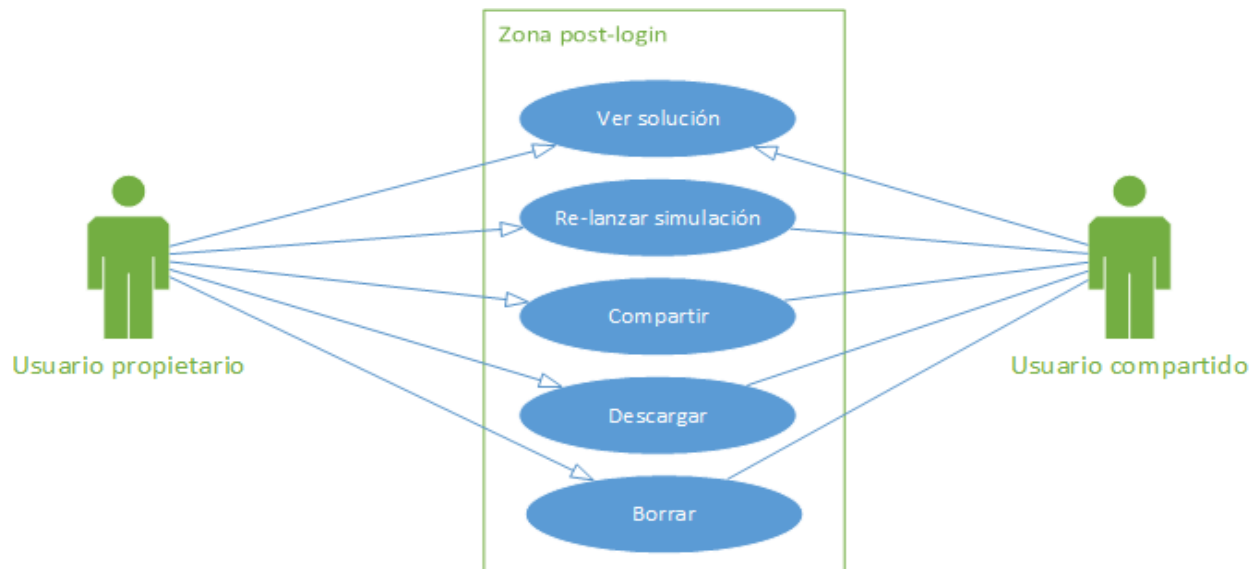 Zona post-login
Ver solución
Re-lanzar simulación
Compartir
Descargar
Borrar
Usuario propietario
Usuario compartido